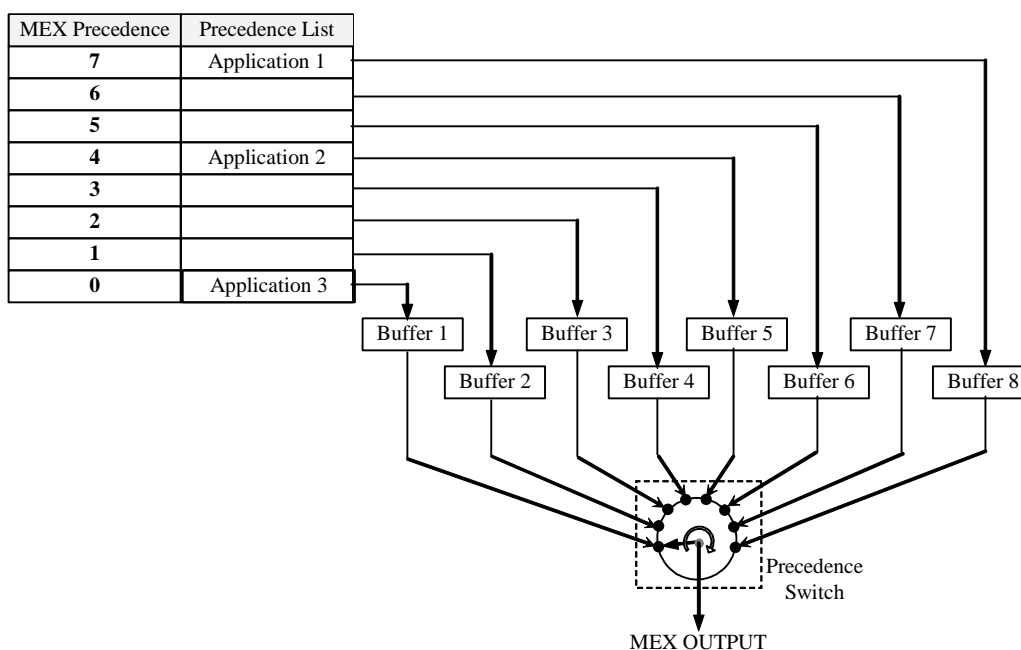 MEX Precedence Precedence List
7 Application 1
6
5
4 Application 2
3
2
1
0 Application 3
Buffer 1 Buffer 3 Buffer 5 Buffer 7
Buffer 2 Buffer 4 Buffer 6 Buffer 8
Precedence
Switch
MEX OUTPUT